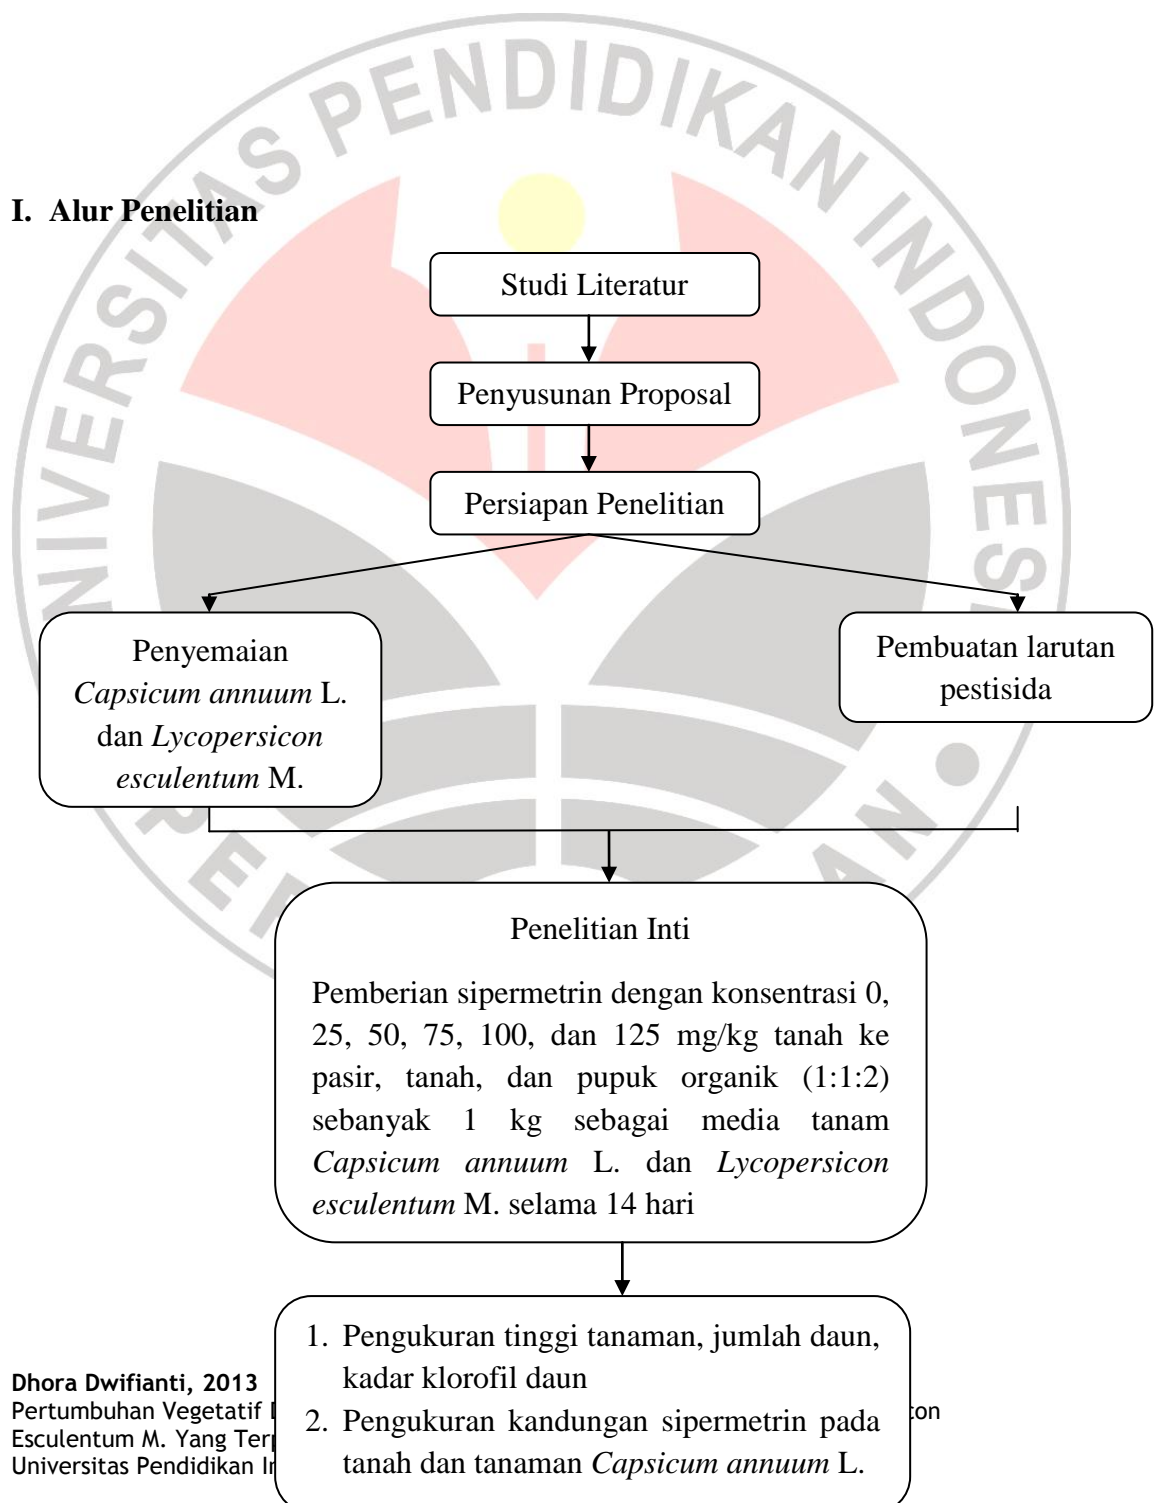 UNIVERSITAS PENDIDIKAN INDONESIA
I. Alur Penelitian
Studi Literatur
Penyusunan Proposal
Persiapan Penelitian
Penyemaian
Capsicum annuum L.
dan Lycopersicon
esculentum M.
Pembuatan larutan
pestisida
Penelitian Inti
Pemberian sipermetrin dengan konsentrasi 0,
25, 50, 75, 100, dan 125 mg/kg tanah ke
pasir, tanah, dan pupuk organik (1:1:2)
sebanyak 1 kg sebagai media tanam
Capsicum annuum L. dan Lycopersicon
esculentum M. selama 14 hari
1. Pengukuran tinggi tanaman, jumlah daun,
kadar klorofil daun
2. Pengukuran kandungan sipermetrin pada
tanah dan tanaman Capsicum annuum L.
Dhora Dwifianti, 2013
Pertumbuhan Vegetatif
Esculentum M. Yang
Universitas Pendidikan